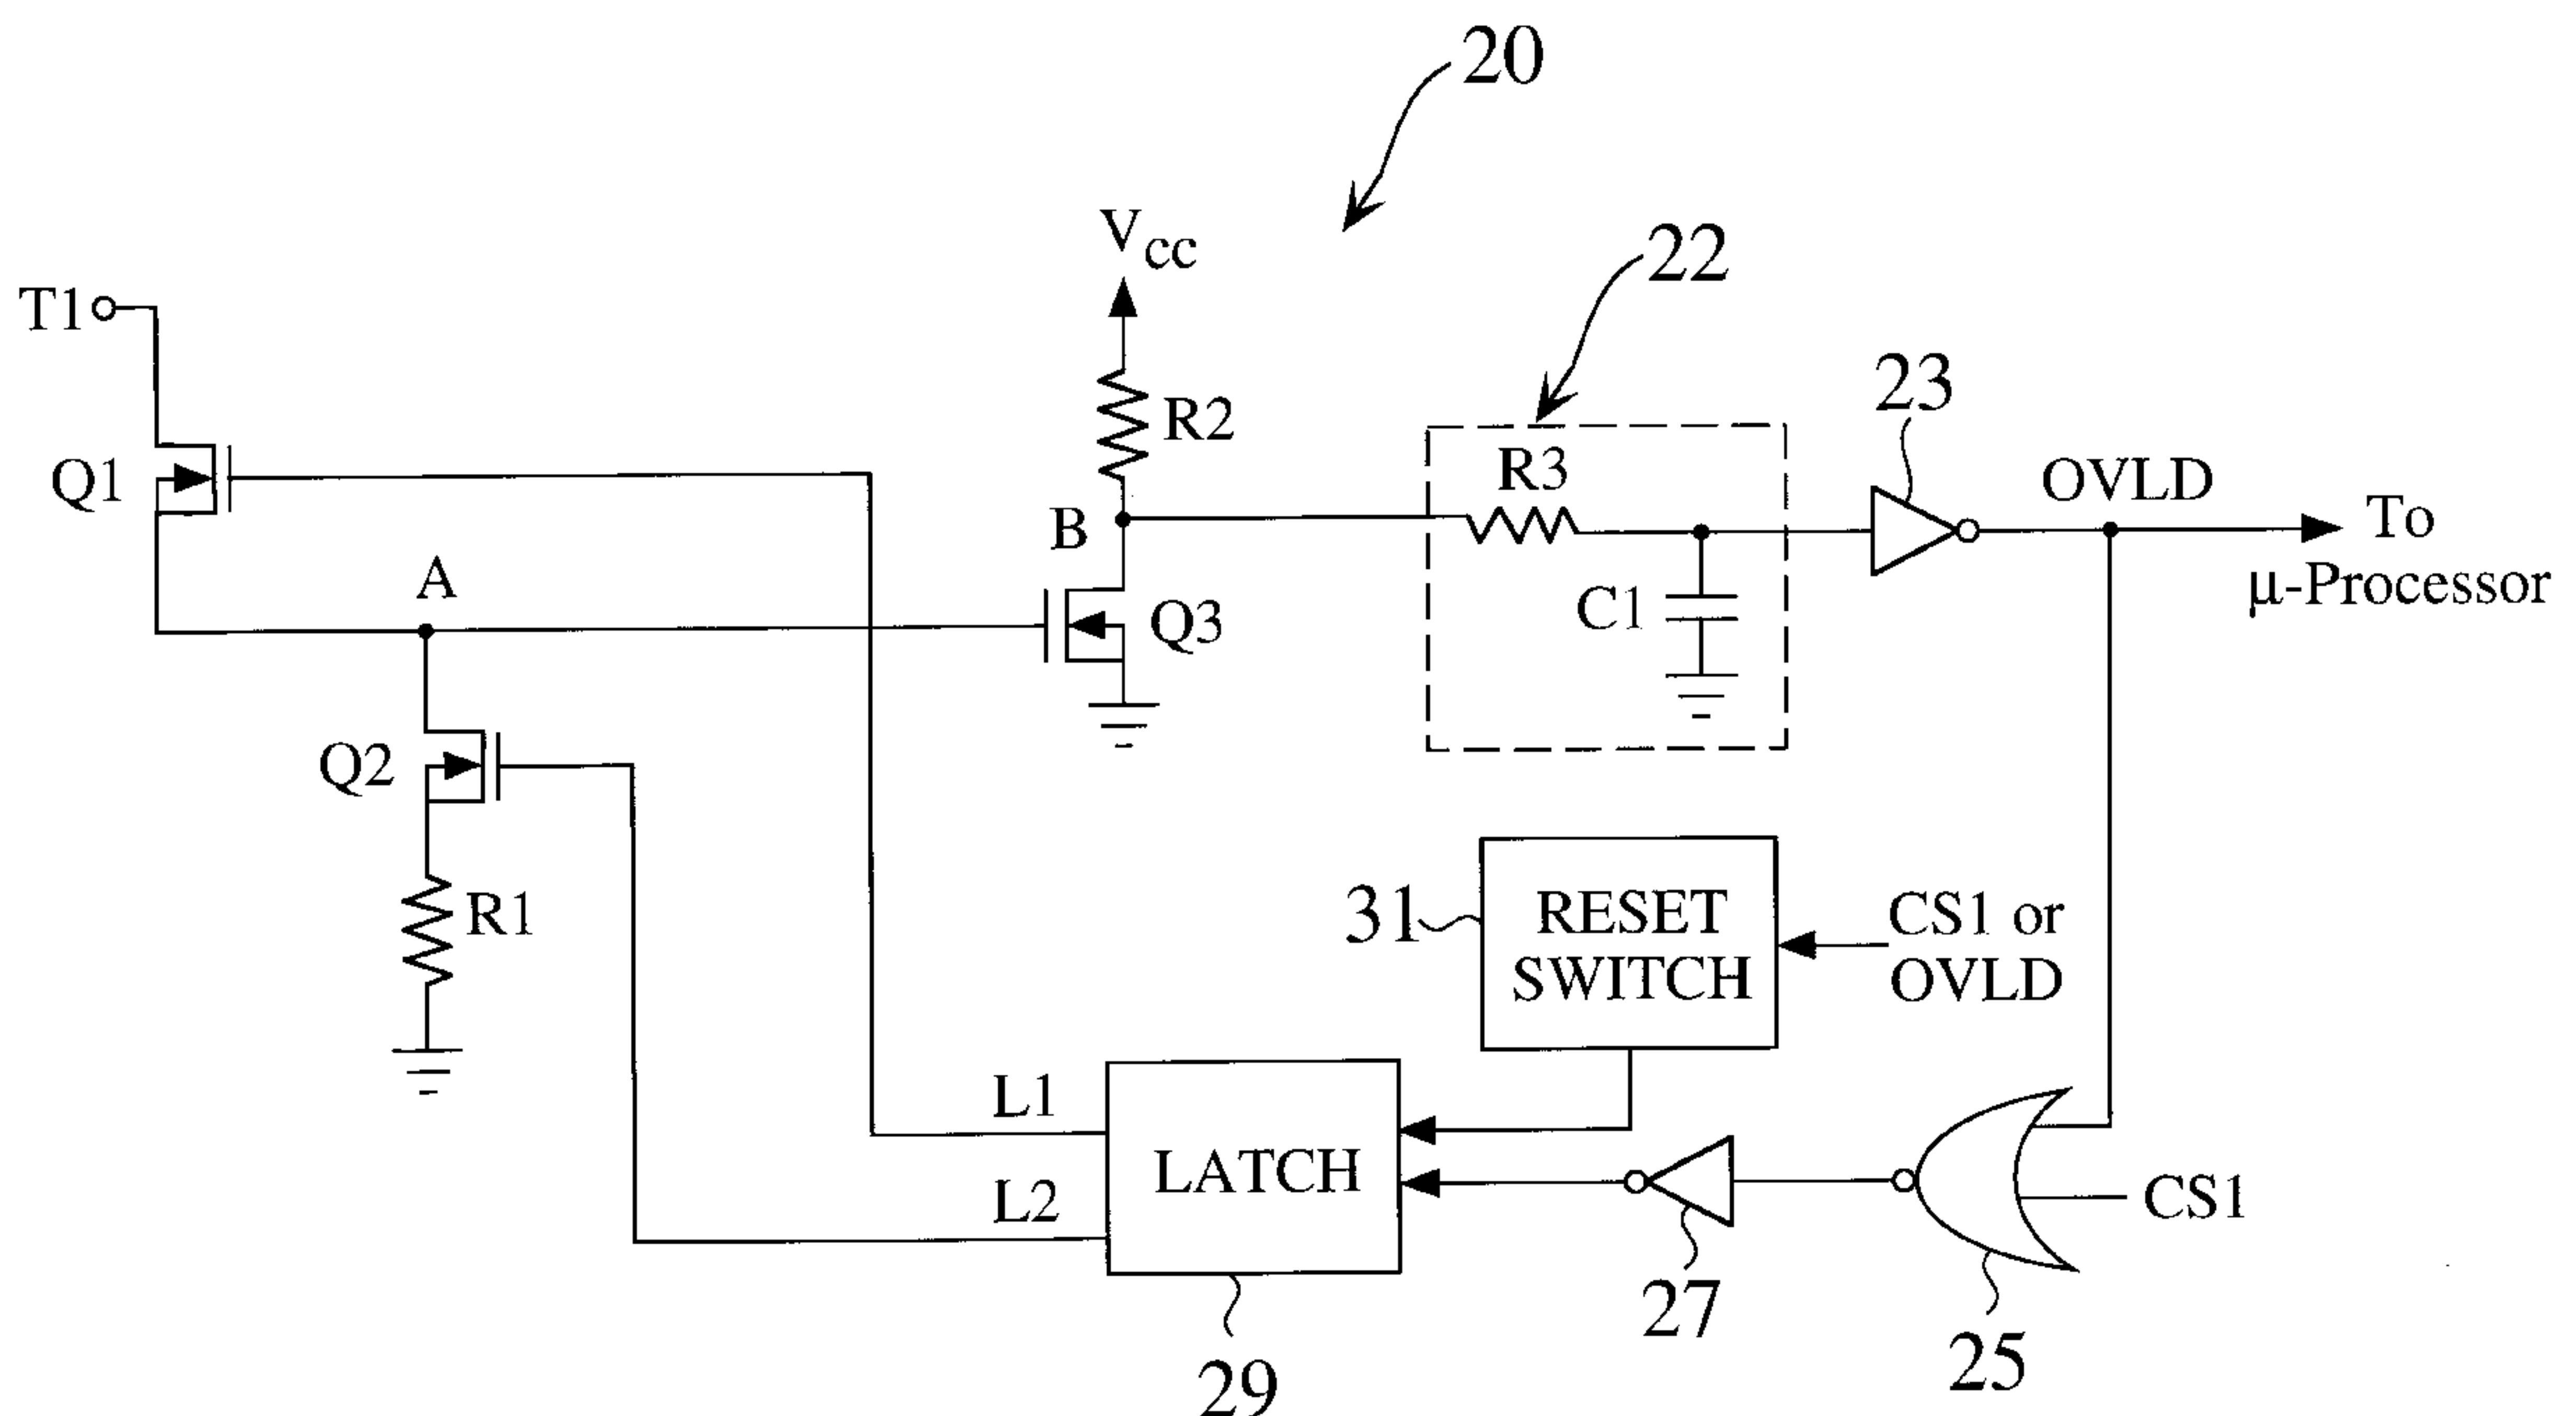 20
Vcc
22
T1
R2
23
Q1
R3
OVLD
To
μ-Processor
B
A
C1
Q3
Q2
R1
31
RESET
SWITCH
CS1 or
OVLD
L1
LATCH
L2
CS1
27
25
29